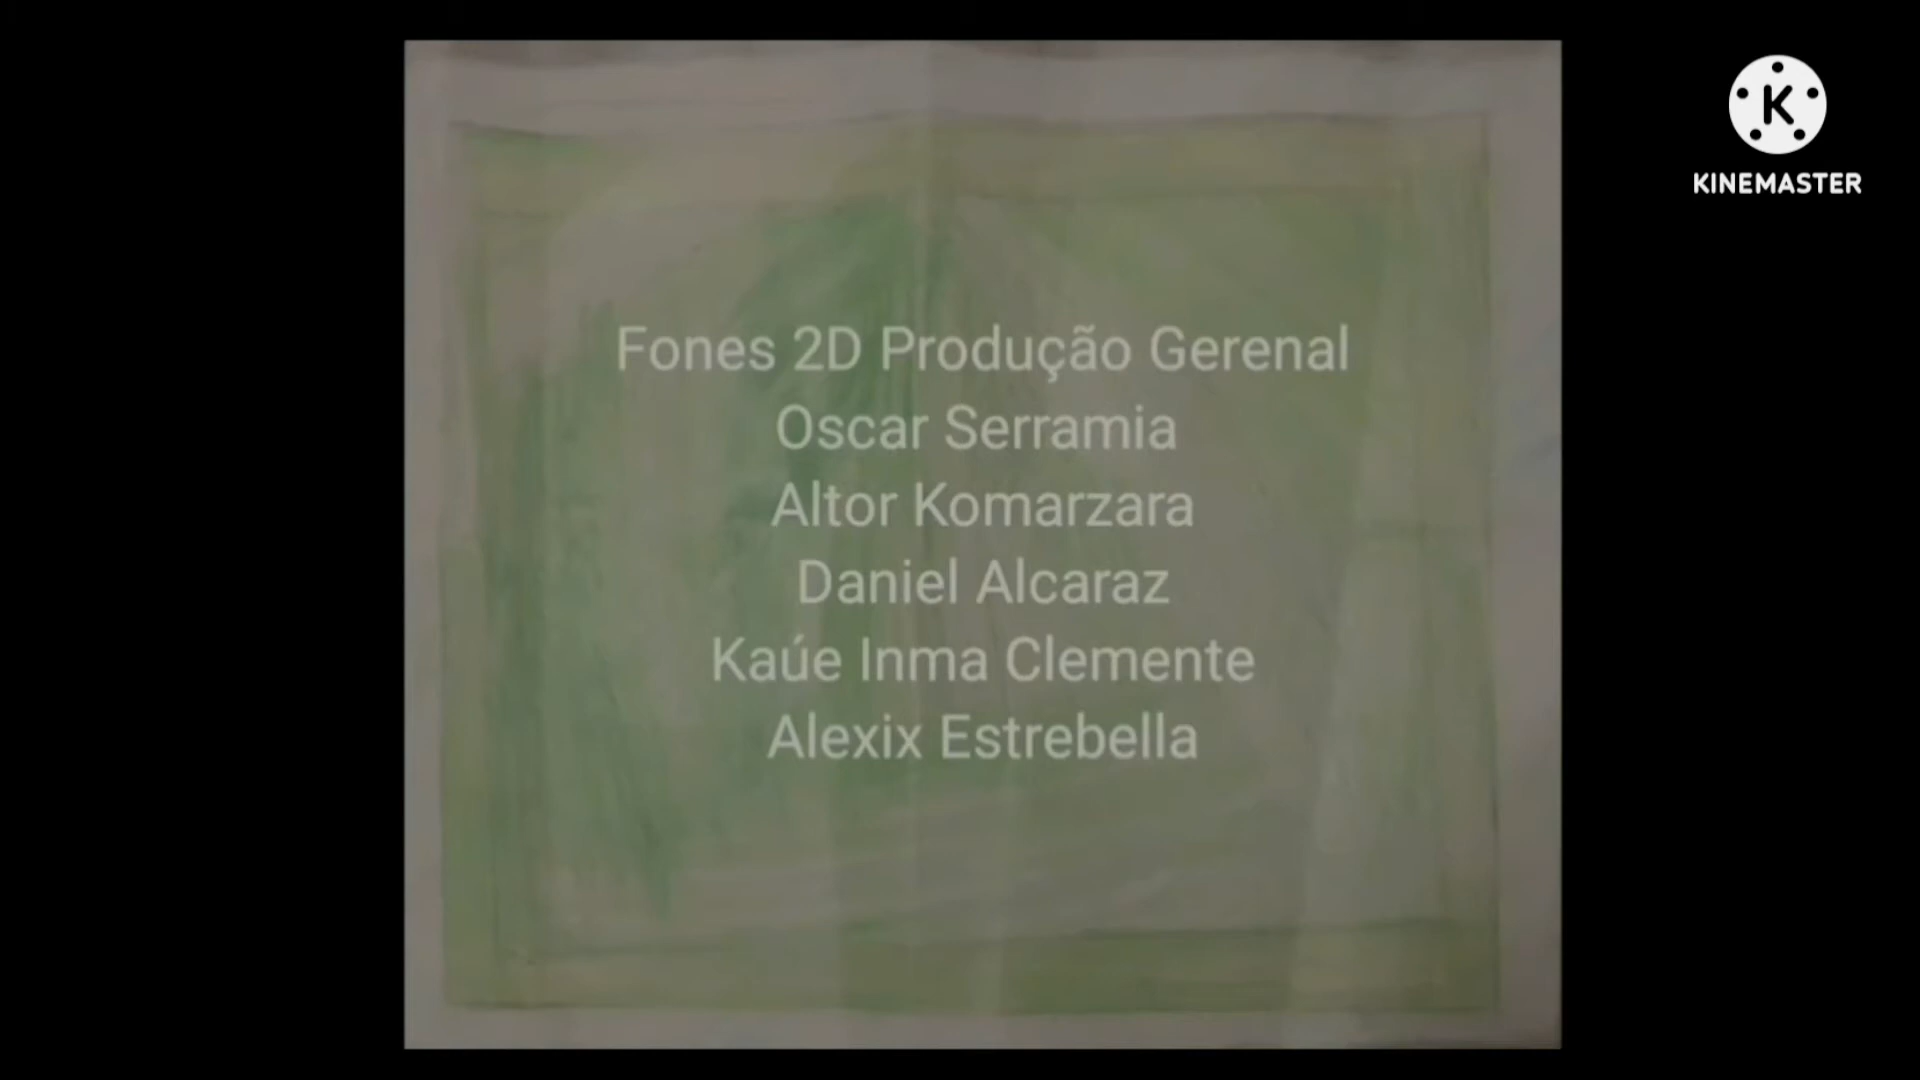 Fones 2D Produção Gerenal
Oscar Serramia
Altor Komarzara
Daniel Alcaraz
Kaúe Inma Clemente
Alexix Estrebella
K
KINEMASTER